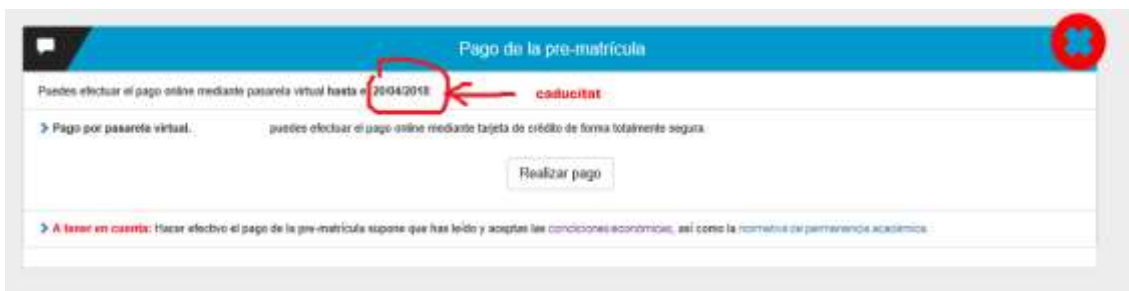 Pago de la pre-matrícula
Puedes efectuar el pago online mediante pasarela virtual hasta el 20/04/2018
caducitat
Pago por pasarela virtual. puedes efectuar el pago online mediante tarjeta de crédito de forma totalmente segura.
Realizar pago
A tener en cuenta: Hacer efectivo el pago de la pre-matrícula supone que has leído y aceptas las condiciones económicas, así como la normativa de permanencia académica.